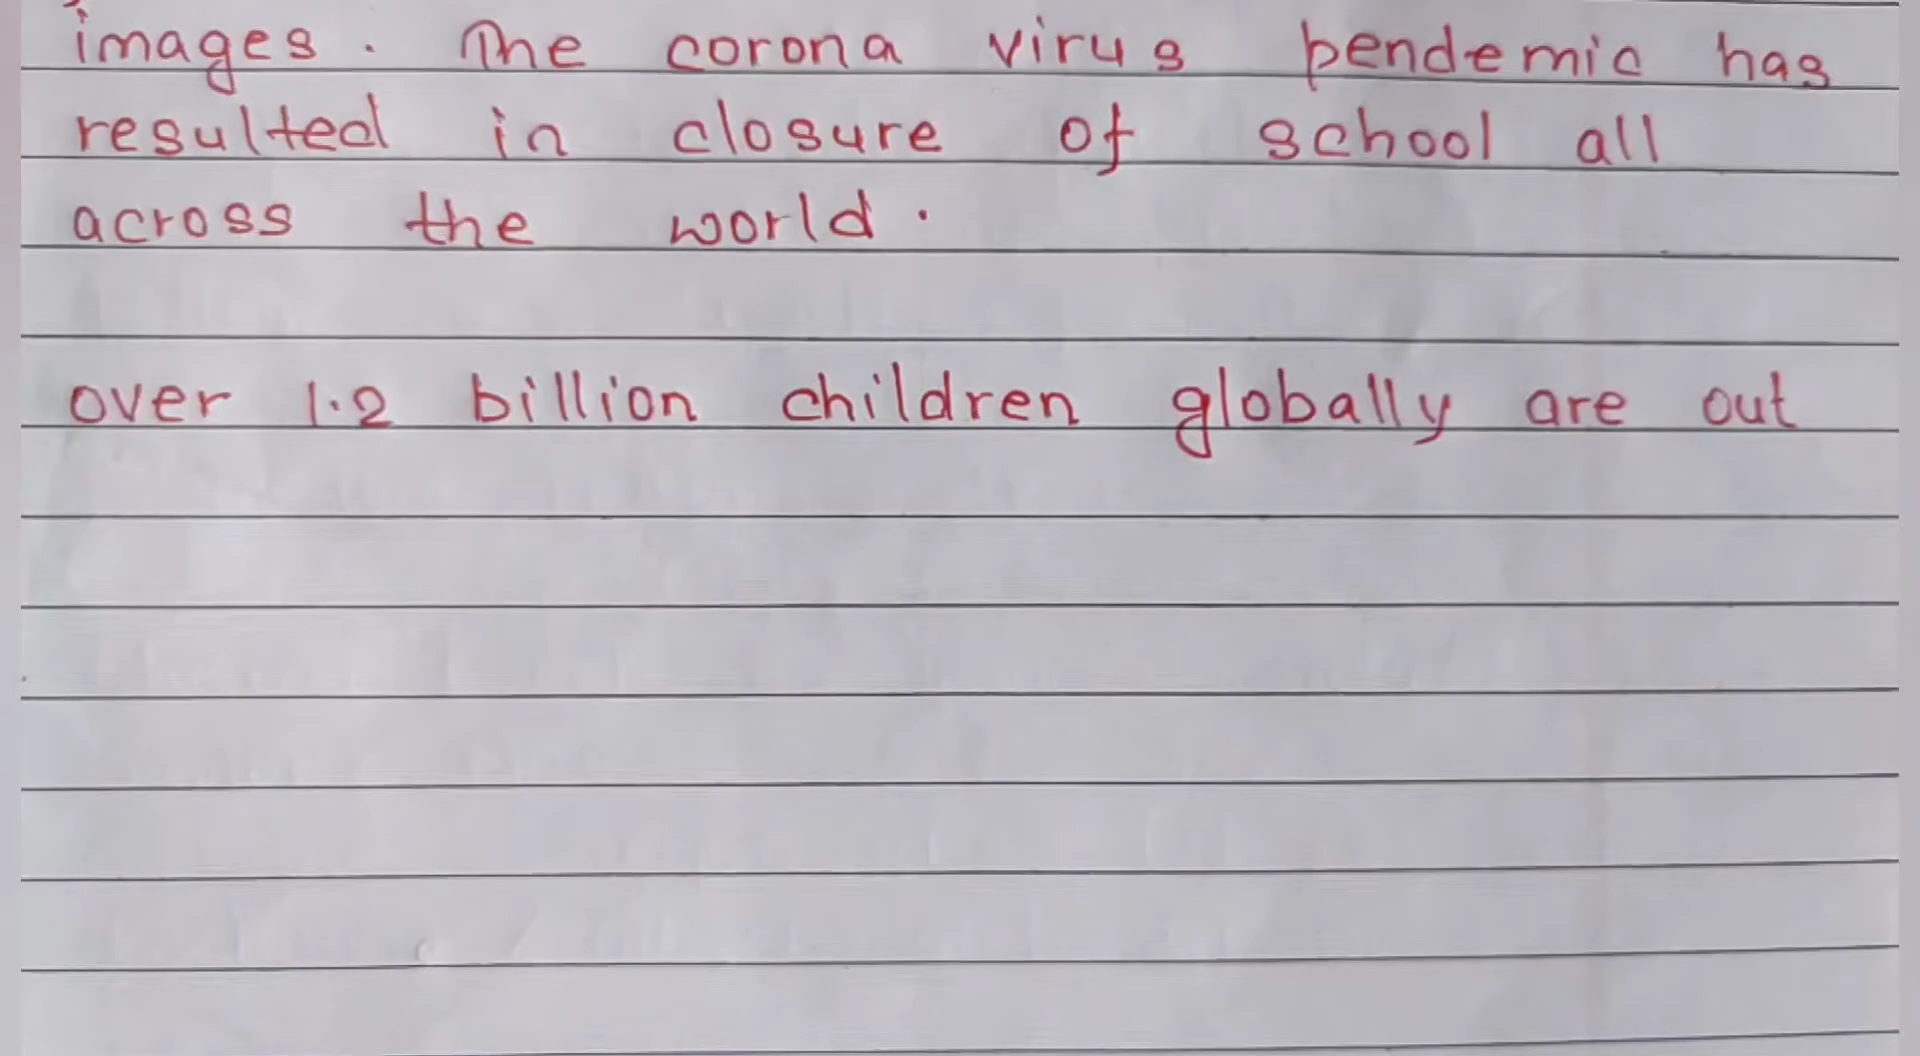 images. The corona virus pendemic has
resulted in closure of school all
across the world.
over 1.2 billion children globally are out